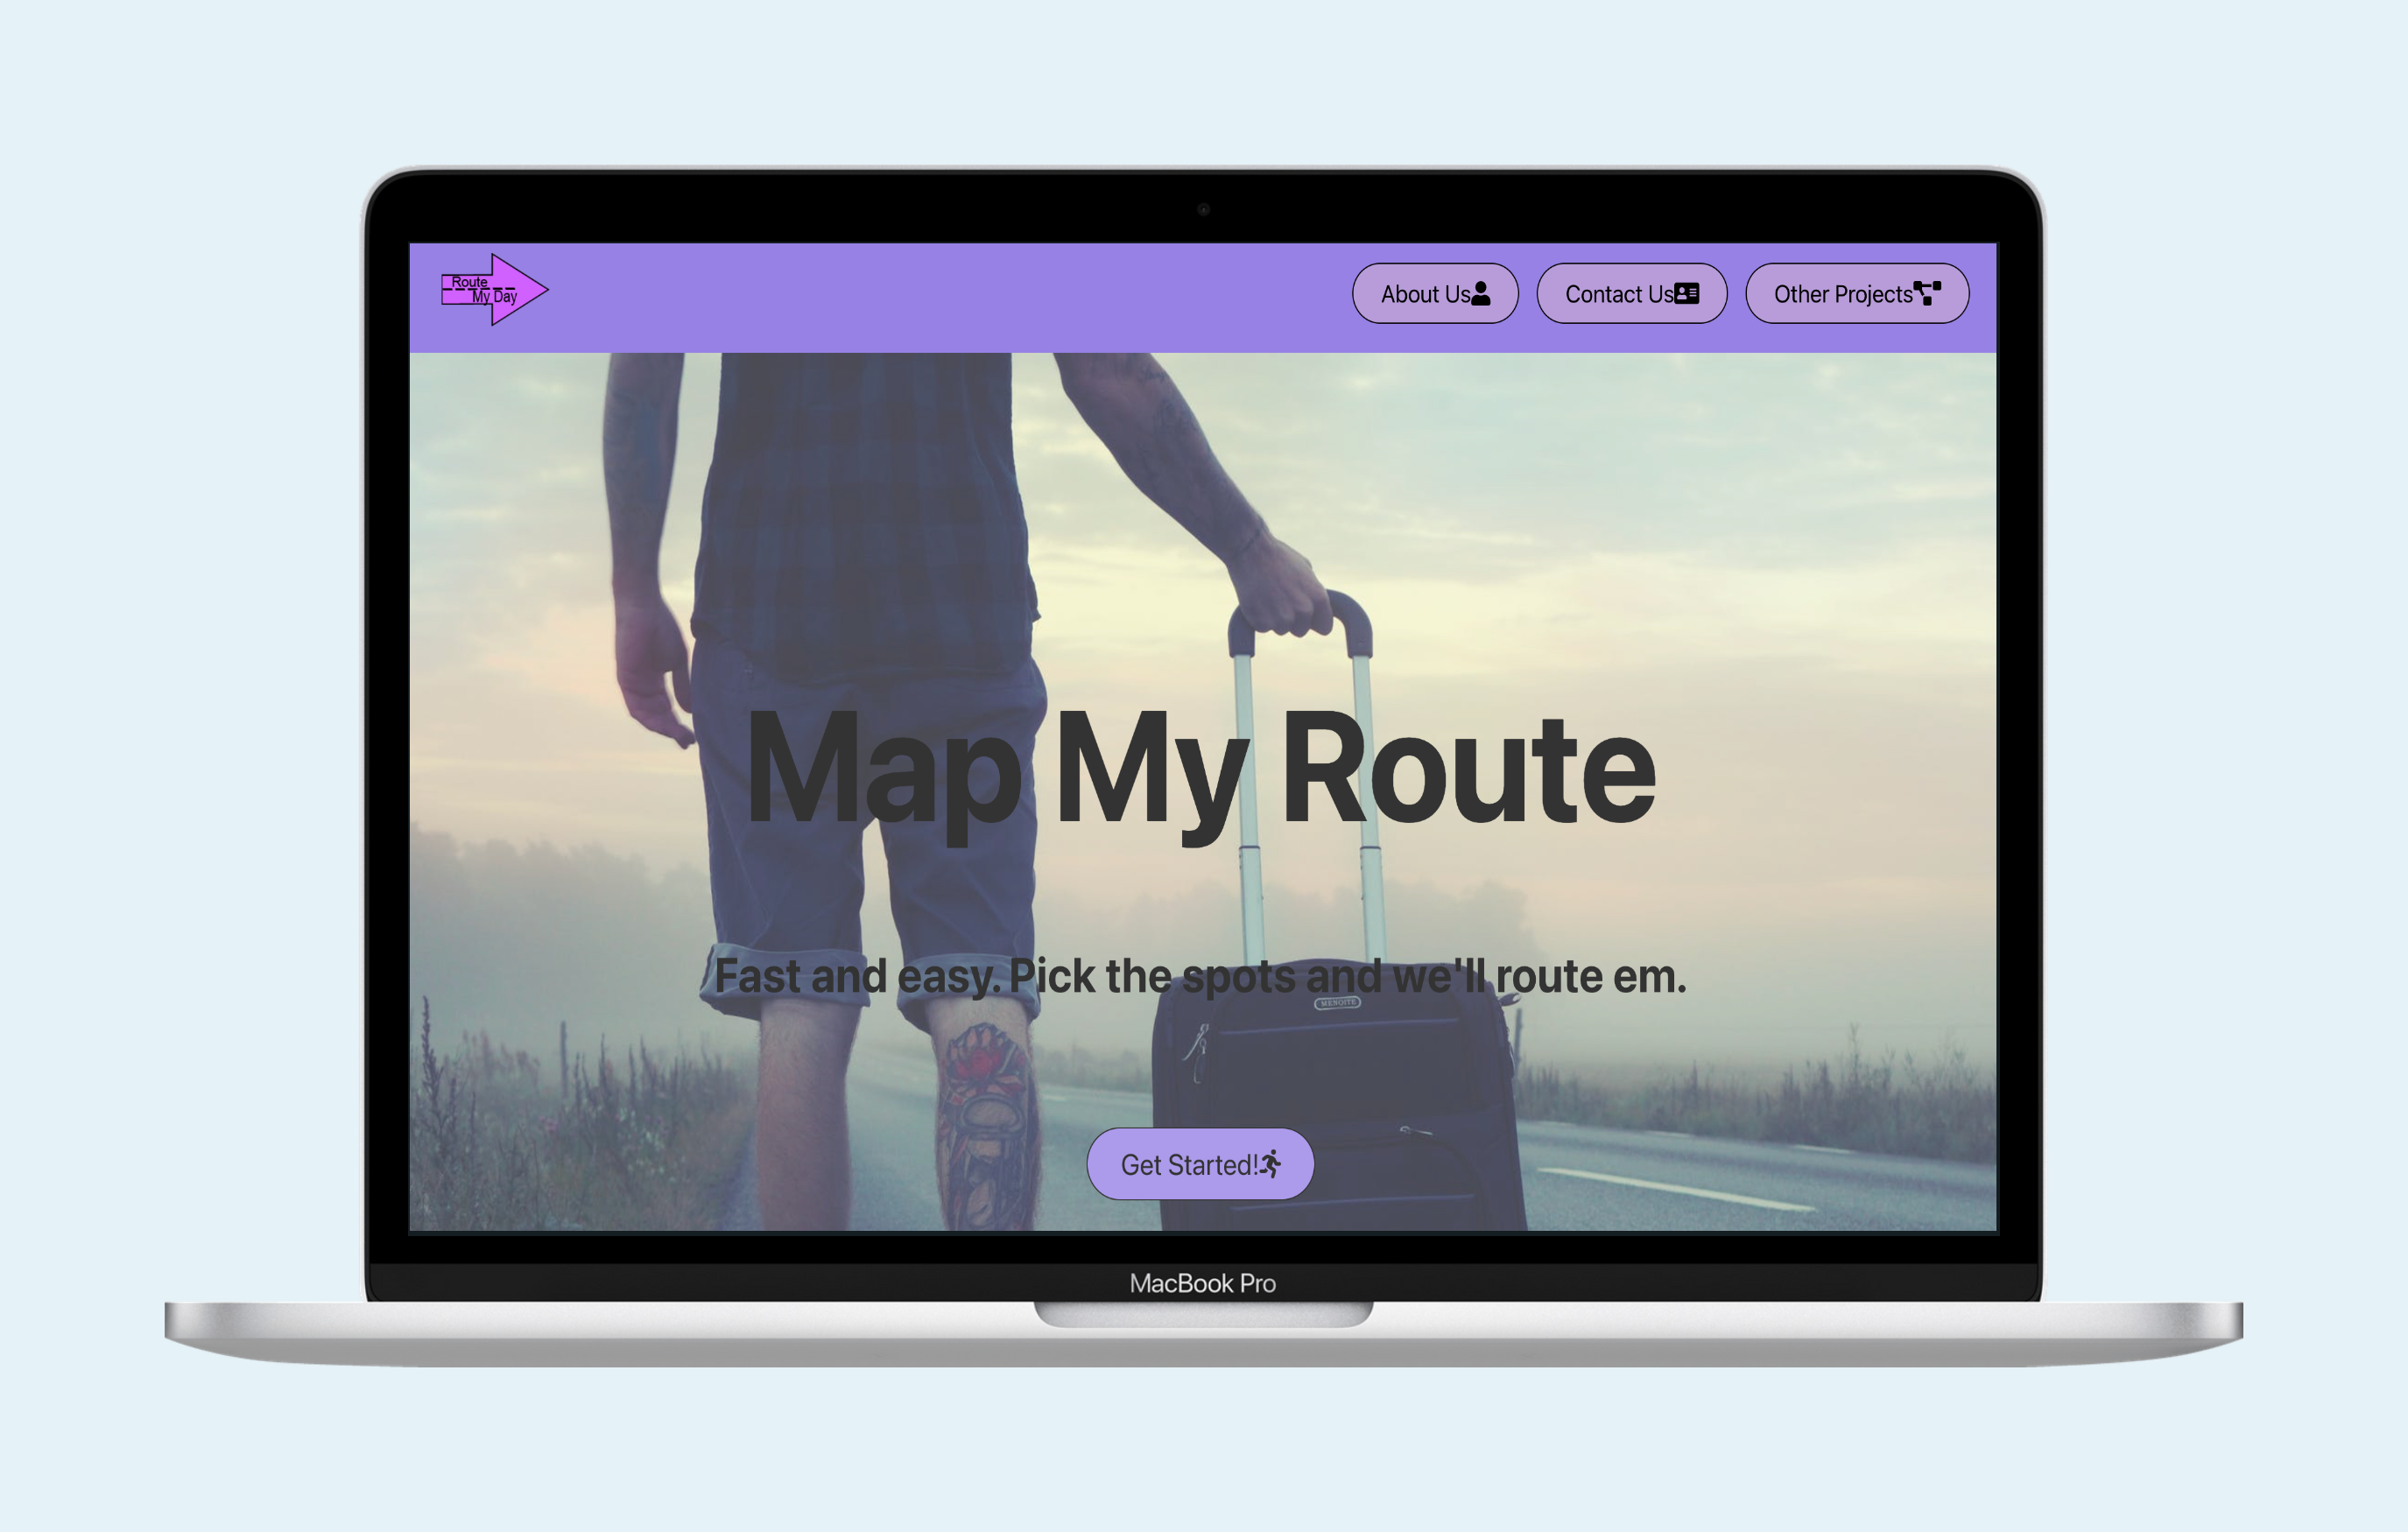 Route
My Day
About Us
Contact Us
Other Projects
Map My Route
Fast and easy. Pick the spots and we'll route em.
MENOITE
Get Started!
MacBook Pro